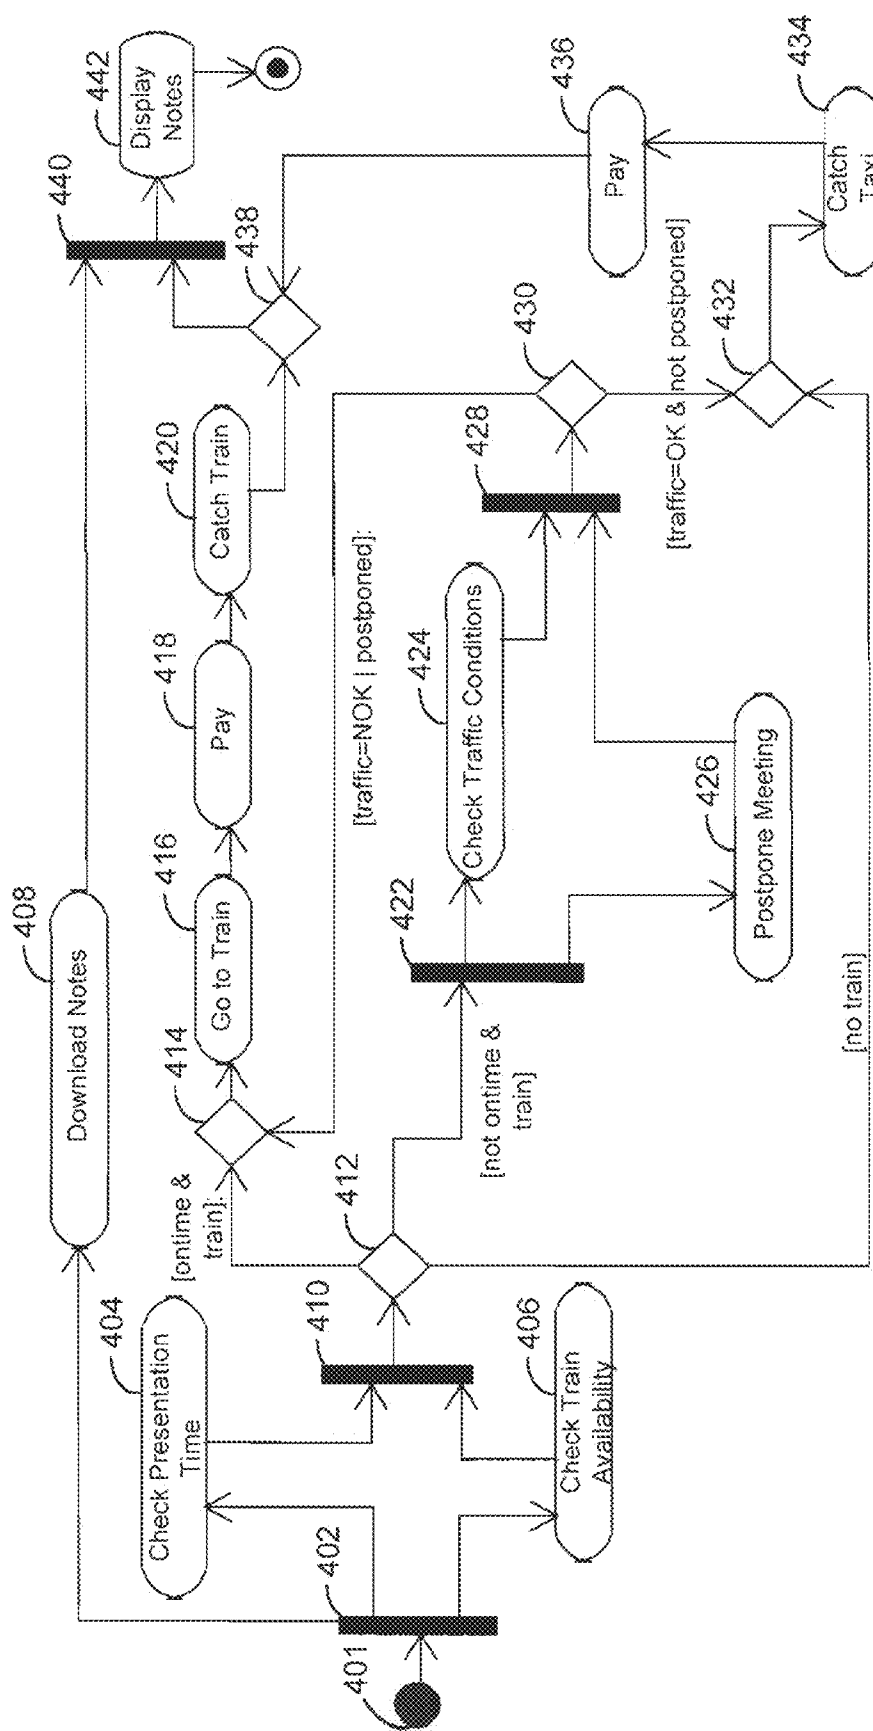 401
402
Check Presentation
Time
404
Check Train
Availability
406
Download Notes
408
410
412
[ontime &
train]:
414
Go to Train
416
Pay
418
Catch Train
420
[not ontime &
train]
422
Check Traffic Conditions
424
Postpone Meeting
426
[no train]
[traffic=NOK | postponed]:
428
430
[traffic=OK & not postponed]
432
Catch
Taxi
434
Pay
436
438
440
Display
Notes
442